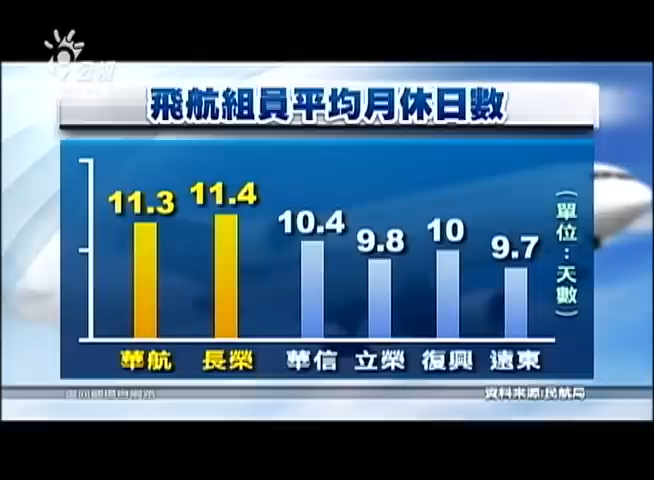 公視
飛航組員平均月休日數
11.3
11.4
10.4
9.8
10
9.7
(單位:天數)
華航
長榮
華信
立榮
復興
遠東
資料來源:民航局